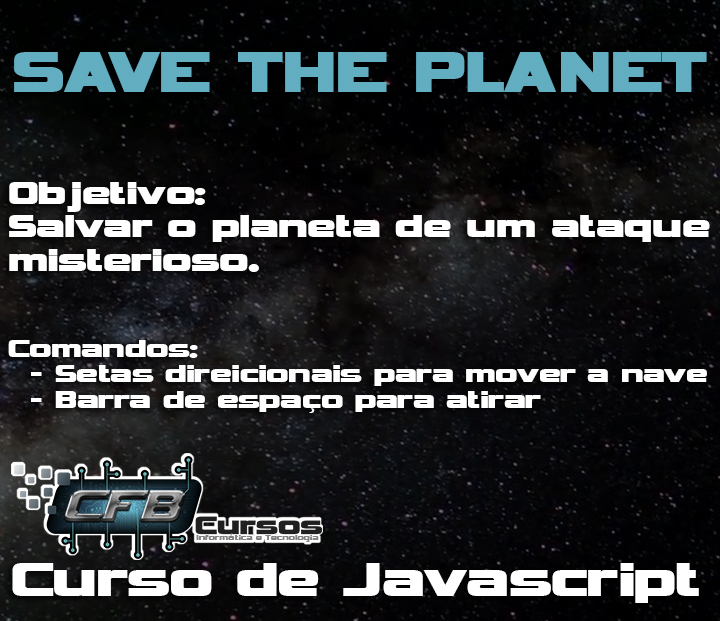 SAVE THE PLANET
Objetivo:
Salvar o planeta de um ataque
misterioso.
Comandos:
- Setas direicionais para mover a nave
- Barra de espaço para atirar
CFB
Cursos
Informática e Tecnologia
Curso de Javascript